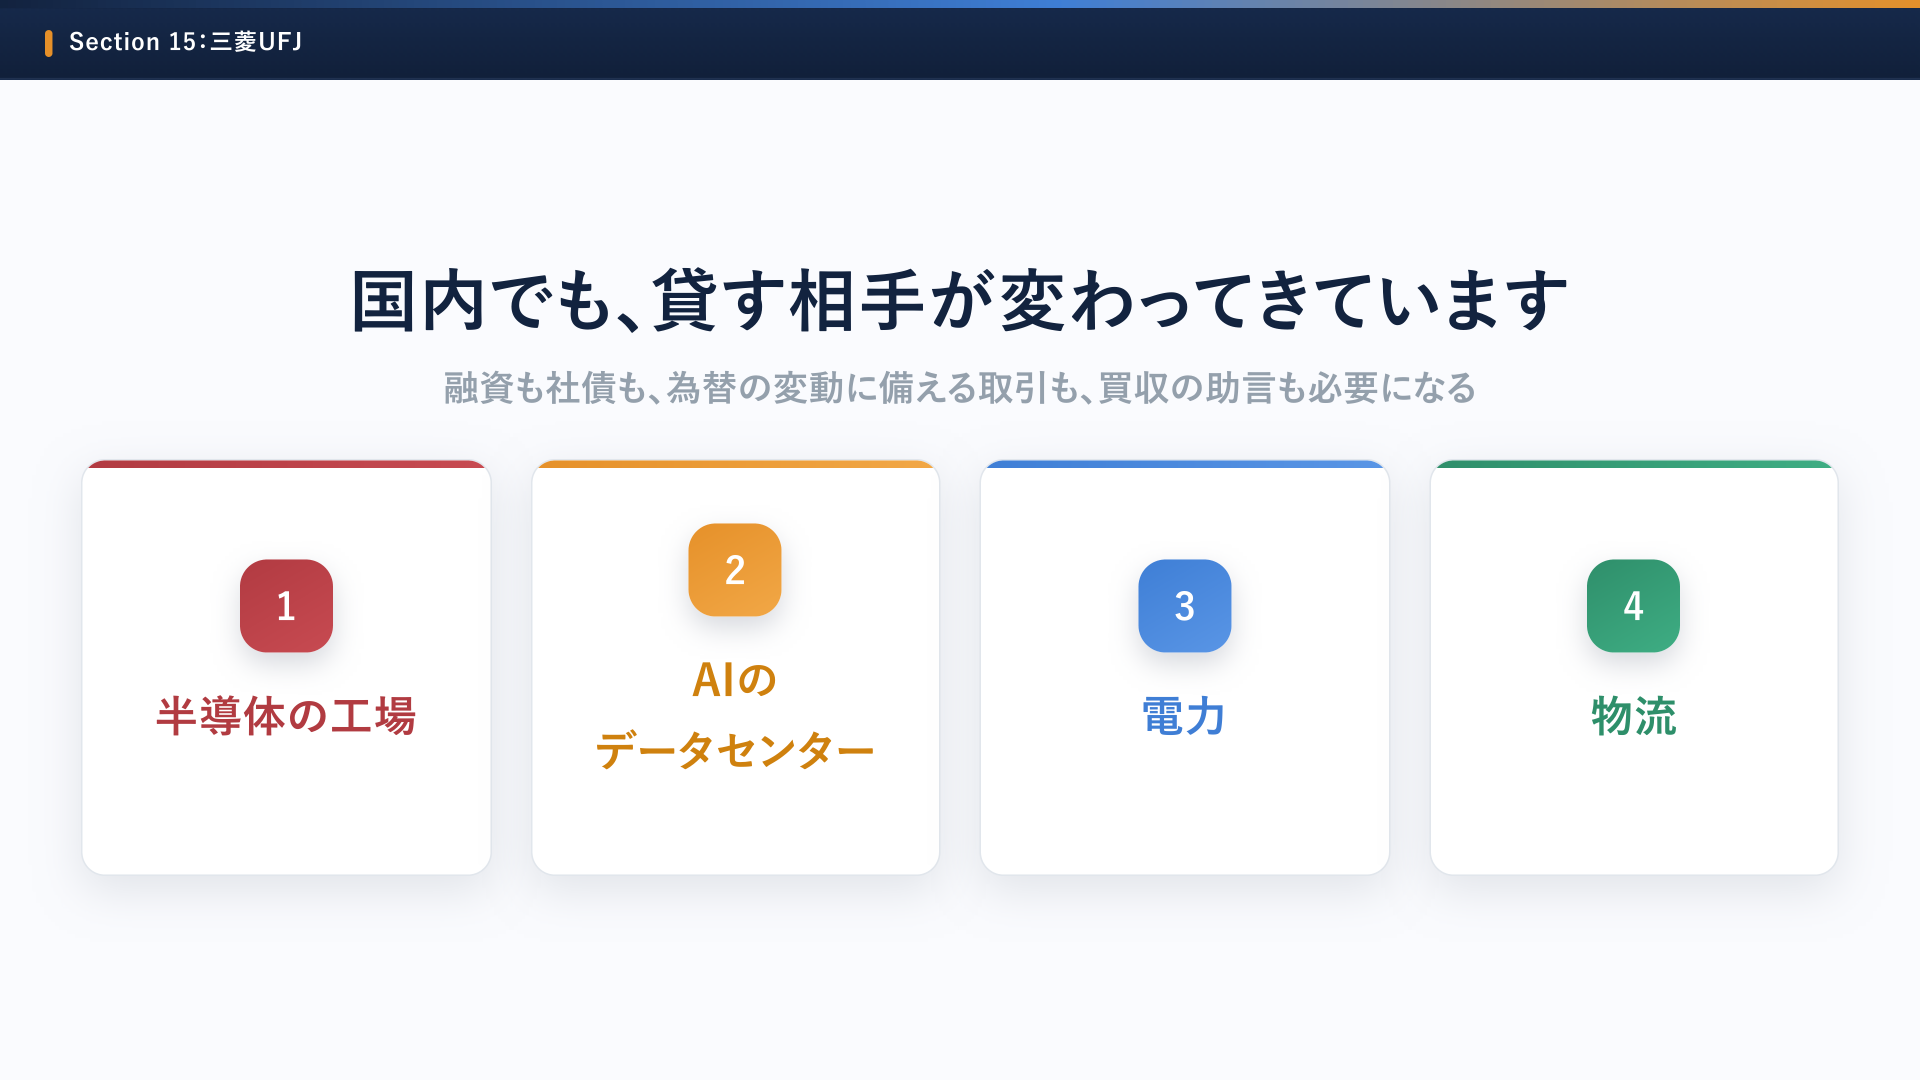 Section 15:三菱UFJ
国内でも、貸す相手が変わってきています
融資も社債も、為替の変動に備える取引も、買収の助言も必要になる
1
半導体の工場
2
AIの
データセンター
3
電力
4
物流